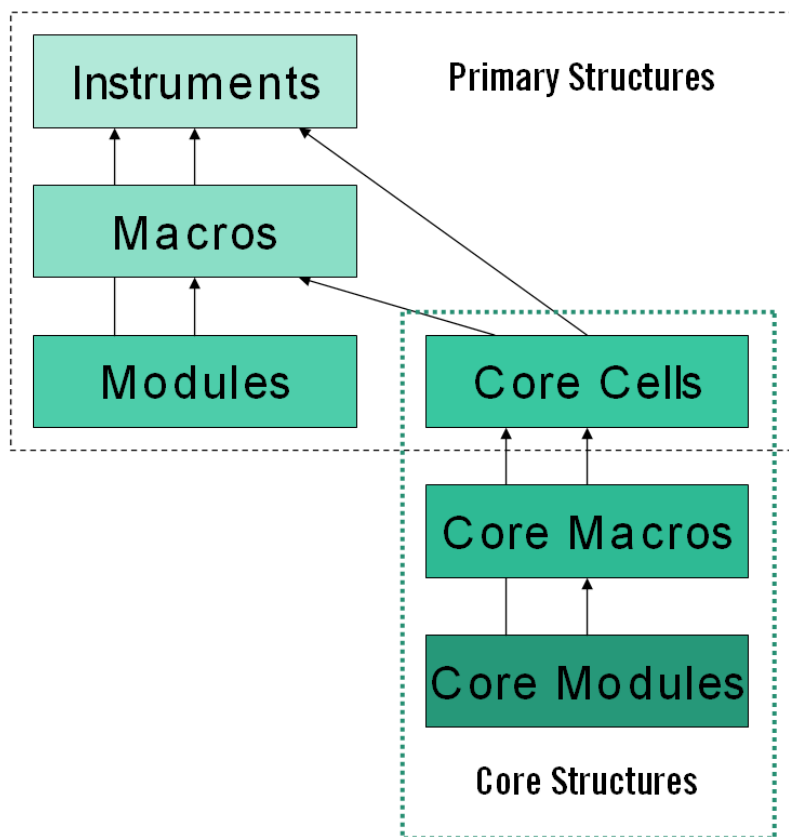 Instruments
Primary Structures
Macros
Modules
Core Cells
Core Macros
Core Modules
Core Structures